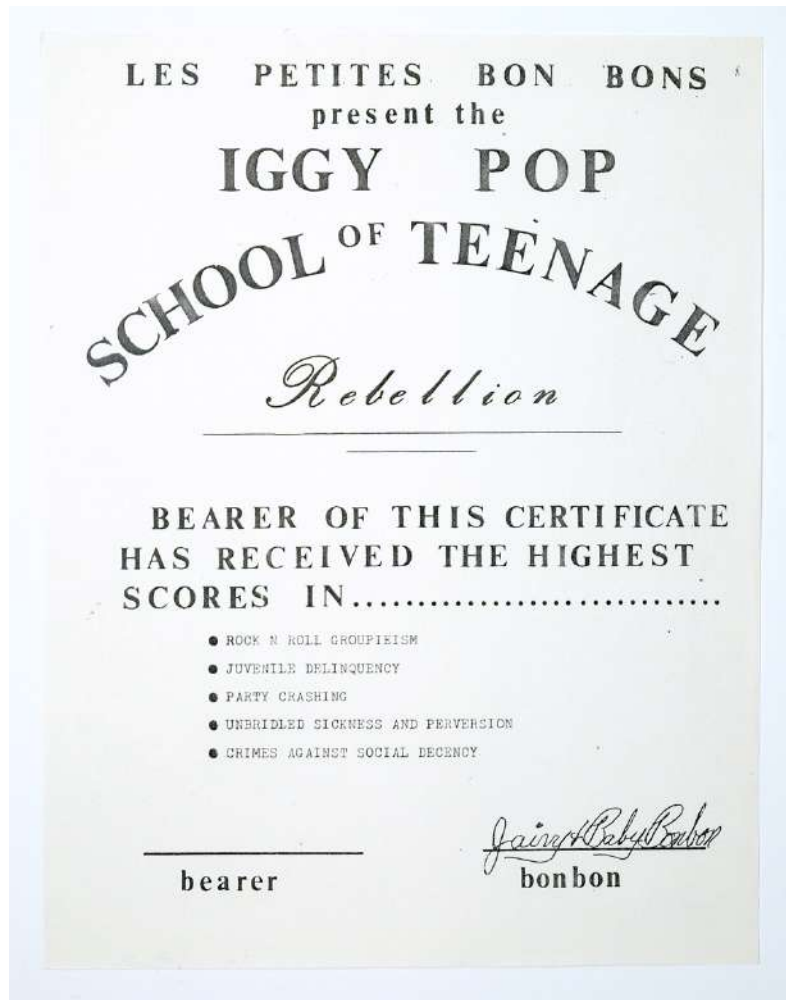 LES PETITES BON BONS
present the
IGGY POP
SCHOOL OF TEENAGE
Rebellion
BEARER OF THIS CERTIFICATE
HAS RECEIVED THE HIGHEST
SCORES IN................................
● ROCK N ROLL GROUPIEISM
● JUVENILE DELINQUENCY
● PARTY CRASHING
● UNBRIDLED SICKNESS AND PERVERSION
● CRIMES AGAINST SOCIAL DECENCY
Baby Bonbon
bearer bonbon